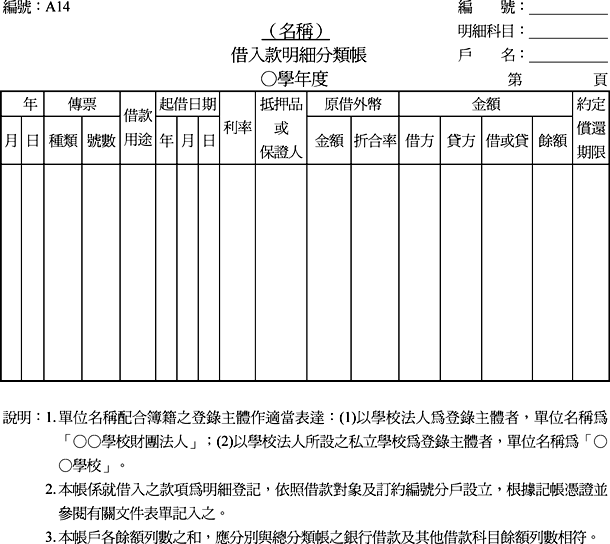 編號：A14
編　　號：
（名稱）
明細科目：
借入款明細分類帳
戶　　名：
○學年度
第　　　頁
年
傳票
借款用途
起借日期
利率
抵押品或保證人
原借外幣
金額
約定償還期限
月
日
種類
號數
年
月
日
金額
折合率
借方
貸方
借或貸
餘額
說明：1.單位名稱配合簿籍之登錄主體作適當表達：(1)以學校法人爲登錄主體者，單位名稱爲
「○○學校財團法人」；(2)以學校法人所設之私立學校爲登錄主體者，單位名稱爲「○
○學校」。
2.本帳係就借入之款項爲明細登記，依照借款對象及訂約編號分戶設立，根據記帳憑證並
參閱有關文件表單記入之。
3.本帳戶各餘額列數之和，應分別與總分類帳之銀行借款及其他借款科目餘額列數相符。